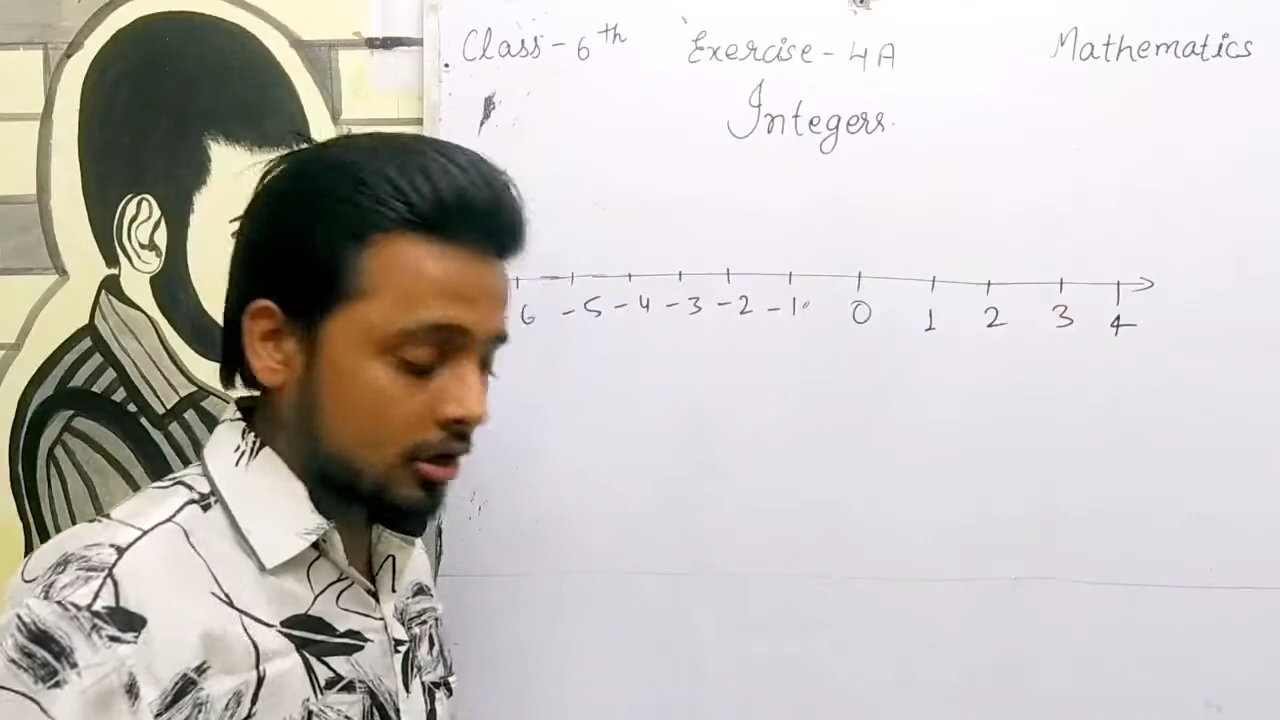 Class - 6th Exercise - 4A Mathematics
Integers.
6 -5 -4 -3 -2 -1 0 1 2 3 4